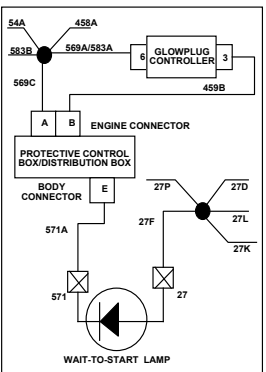 54A
458A
583B
569A/583A
6
GLOWPLUG
CONTROLLER
3
569C
459B
A
B
ENGINE CONNECTOR
PROTECTIVE CONTROL
BOX/DISTRIBUTION BOX
BODY
CONNECTOR
E
27P
27D
571A
27F
27L
27K
571
27
WAIT-TO-START LAMP